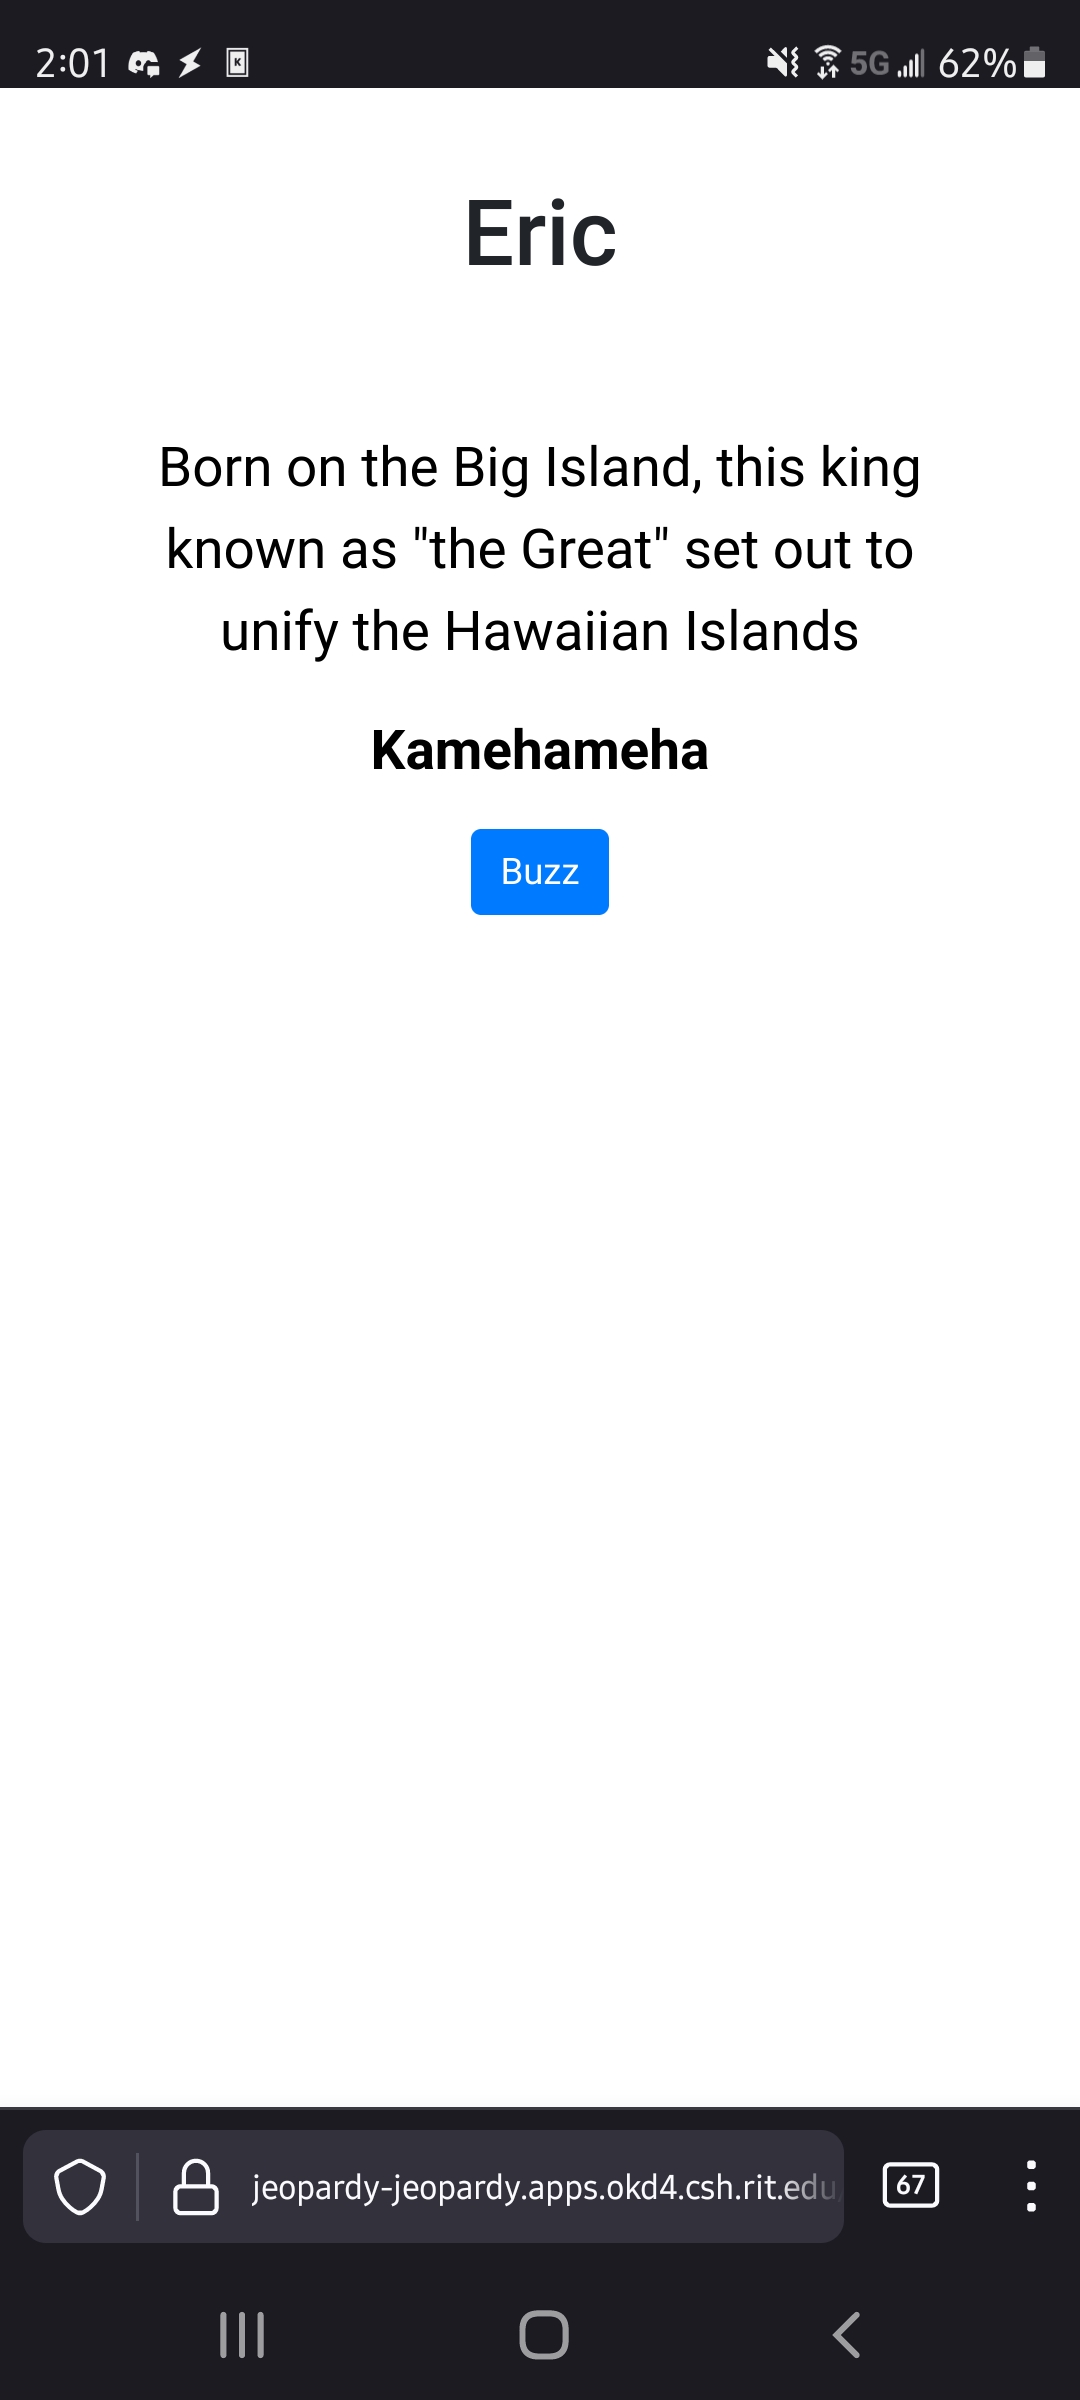 2:01 K 5G 62%
Eric
Born on the Big Island, this king
known as "the Great" set out to
unify the Hawaiian Islands
Kamehameha
Buzz
jeopardy-jeopardy.apps.okd4.csh.rit.edu 67